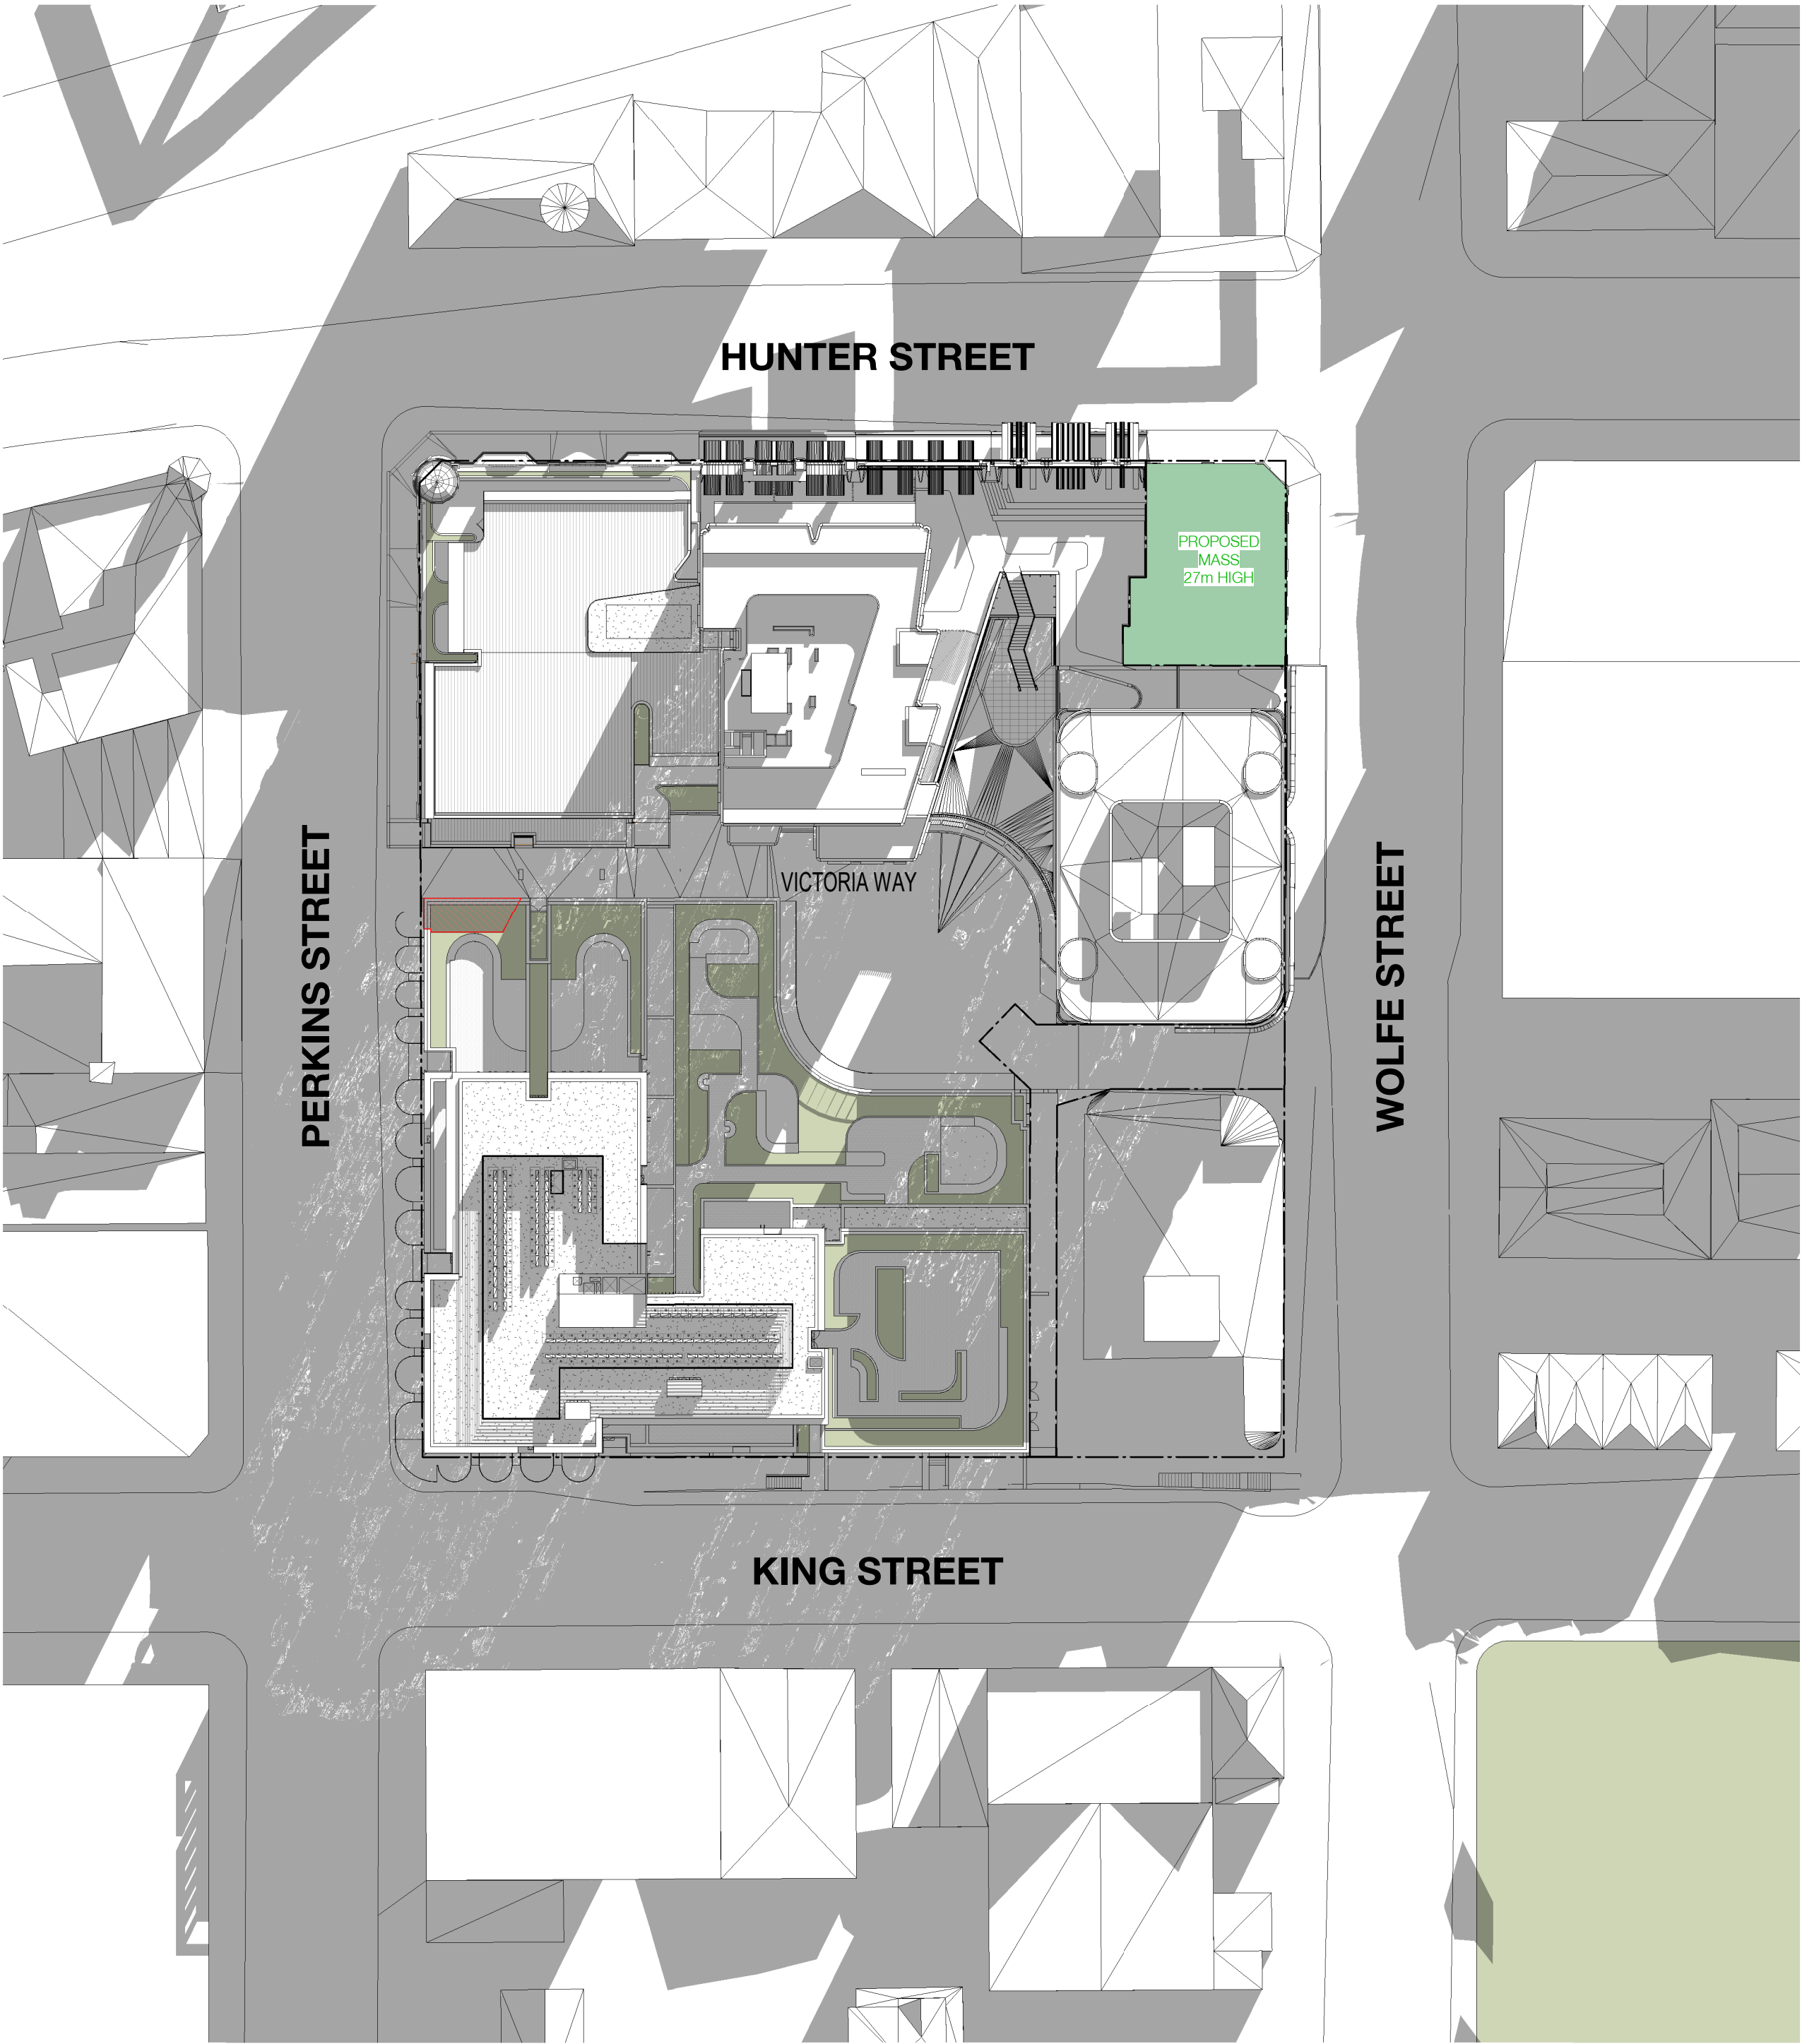 HUNTER STREET
PROPOSED
MASS
27m HIGH
VICTORIA WAY
PERKINS STREET
WOLFE STREET
KING STREET